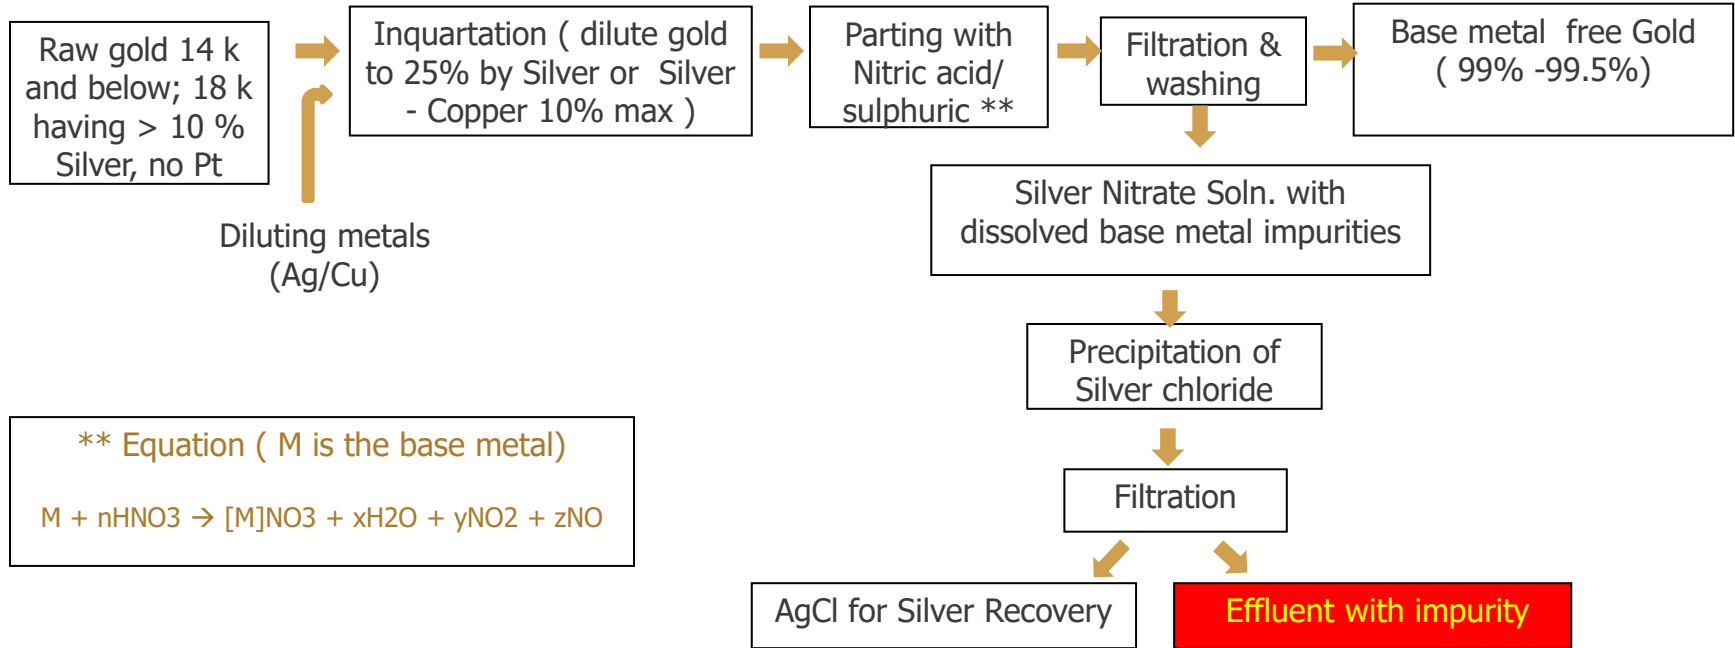 Raw gold 14 k
and below; 18 k
having > 10 %
Silver, no Pt
Inquartation ( dilute gold
to 25% by Silver or Silver
- Copper 10% max )
Parting with
Nitric acid/
sulphuric **
Filtration &
washing
Base metal free Gold
( 99% -99.5%)
Diluting metals
(Ag/Cu)
Silver Nitrate Soln. with
dissolved base metal impurities
Precipitation of
Silver chloride
** Equation ( M is the base metal)
M + nHNO3 → [M]NO3 + xH2O + yNO2 + zNO
Filtration
AgCl for Silver Recovery
Effluent with impurity